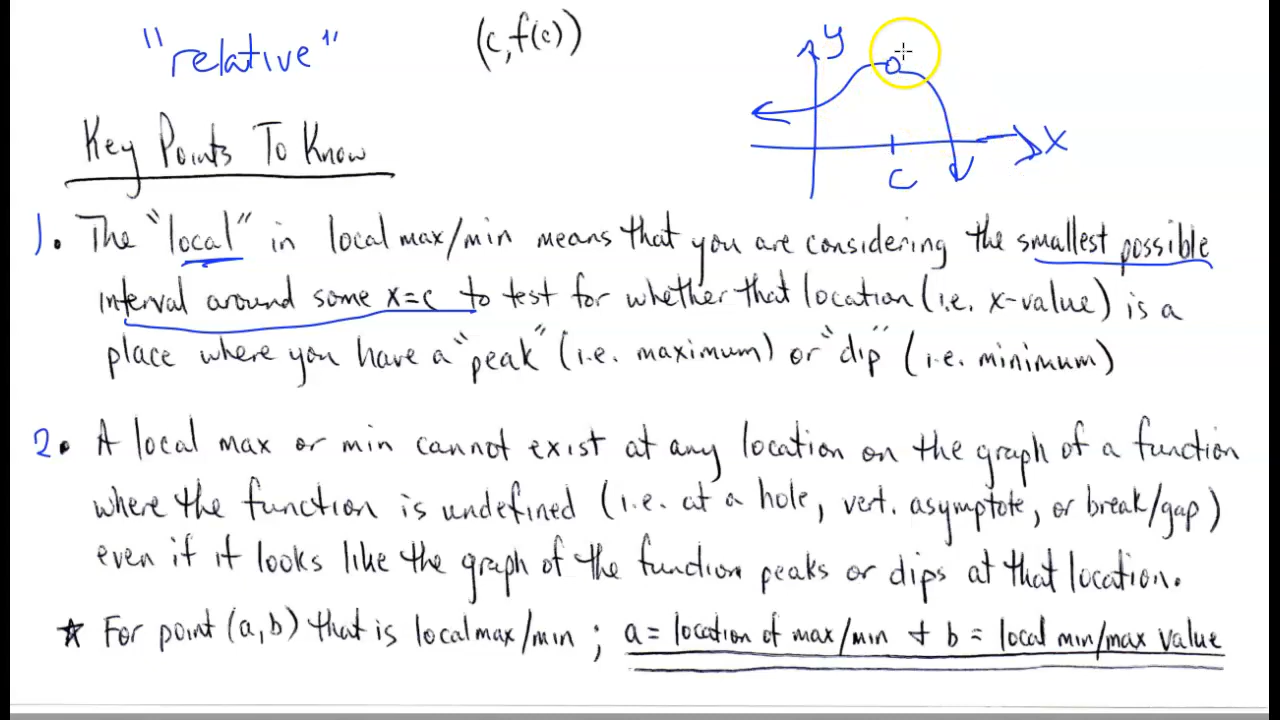 "relative"
(c, f(c))
y
x
c
Key Points To Know
1. The "local" in local max/min means that you are considering the smallest possible
interval around some x=c to test for whether that location (i.e. x-value) is a
place where you have a "peak" (i.e. maximum) or "dip" (i.e. minimum)
2. A local max or min cannot exist at any location on the graph of a function
where the function is undefined (i.e. at a hole, vert. asymptote, or break/gap)
even if it looks like the graph of the function peaks or dips at that location.
* For point (a,b) that is local max/min; a = location of max/min + b = local min/max value